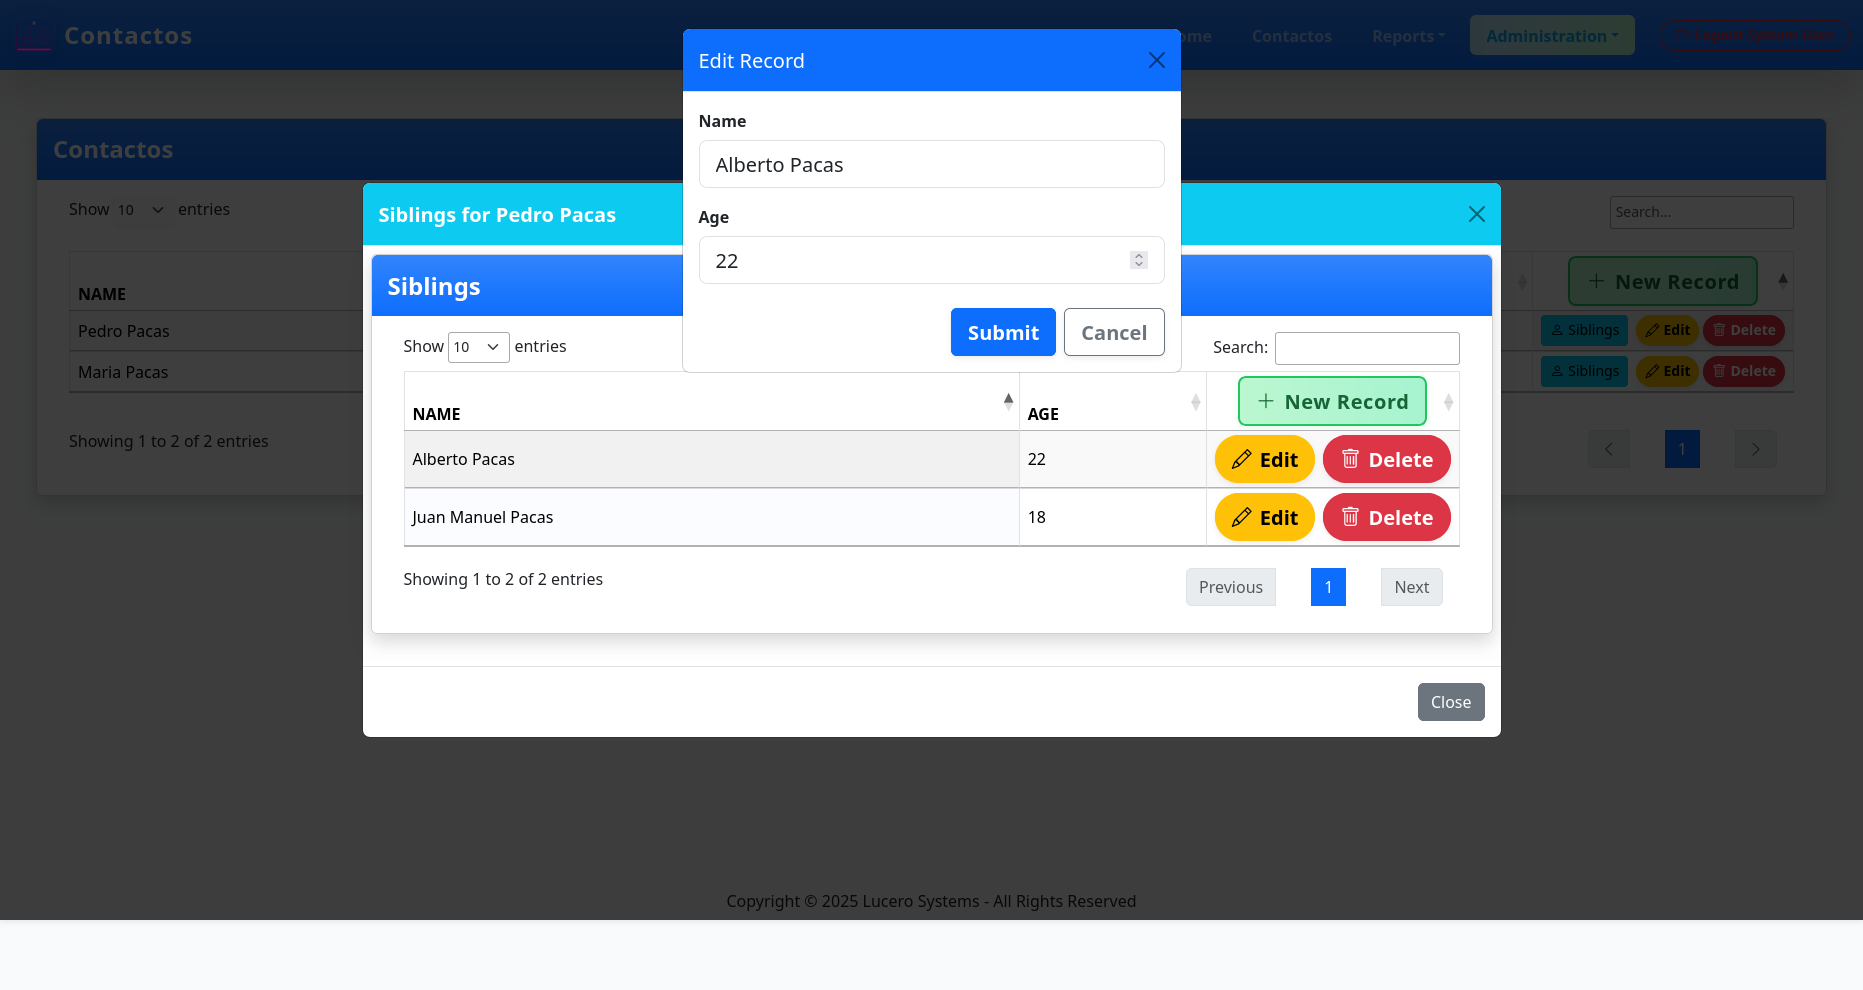 Contactos
ome Contactos Reports Administration Logout System User
Edit Record
Name
Alberto Pacas
Age
22
Submit Cancel
Contactos
Show 10 entries
Search...
NAME
New Record
Pedro Pacas
Siblings Edit Delete
Maria Pacas
Siblings Edit Delete
Showing 1 to 2 of 2 entries
1
Siblings for Pedro Pacas
Siblings
Show 10 entries
Search:
NAME AGE New Record
Alberto Pacas 22 Edit Delete
Juan Manuel Pacas 18 Edit Delete
Showing 1 to 2 of 2 entries
Previous 1 Next
Close
Copyright © 2025 Lucero Systems - All Rights Reserved